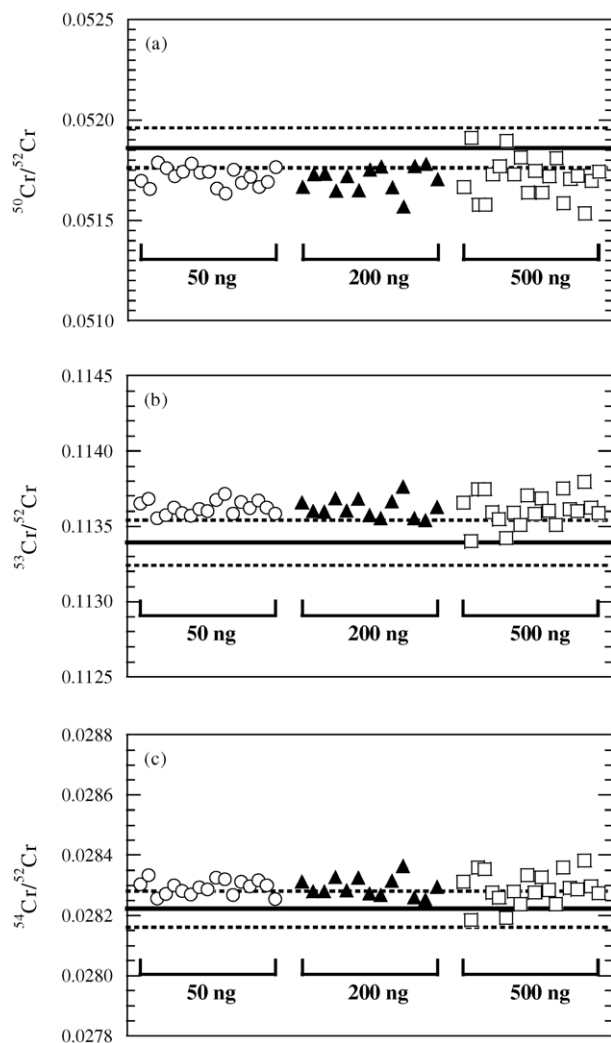 0.0525
(a)
0.0520
⁵⁰Cr/⁵²Cr
0.0515
50 ng 200 ng 500 ng
0.0510
0.1145
(b)
0.1140
⁵³Cr/⁵²Cr
0.1135
0.1130
50 ng 200 ng 500 ng
0.1125
0.0288
(c)
0.0286
0.0284
⁵⁴Cr/⁵²Cr
0.0282
0.0280
50 ng 200 ng 500 ng
0.0278